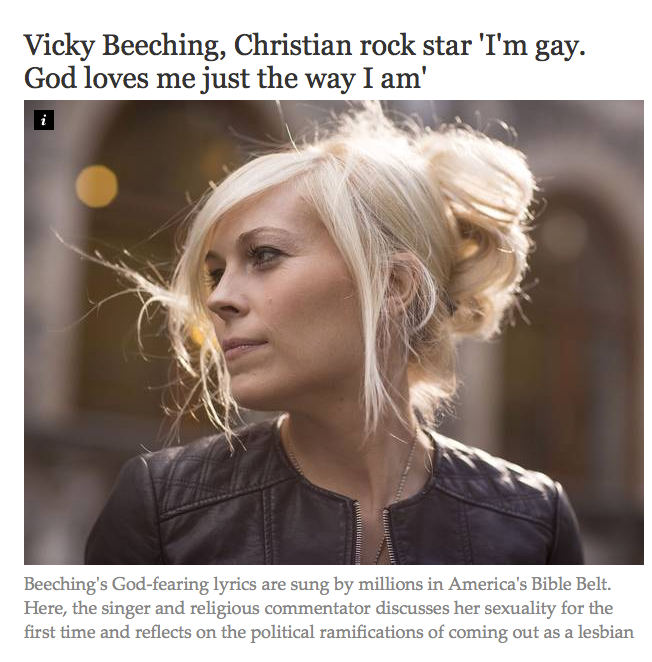 Vicky Beeching, Christian rock star 'I'm gay.
God loves me just the way I am'
i
Beeching's God-fearing lyrics are sung by millions in America's Bible Belt.
Here, the singer and religious commentator discusses her sexuality for the
first time and reflects on the political ramifications of coming out as a lesbian